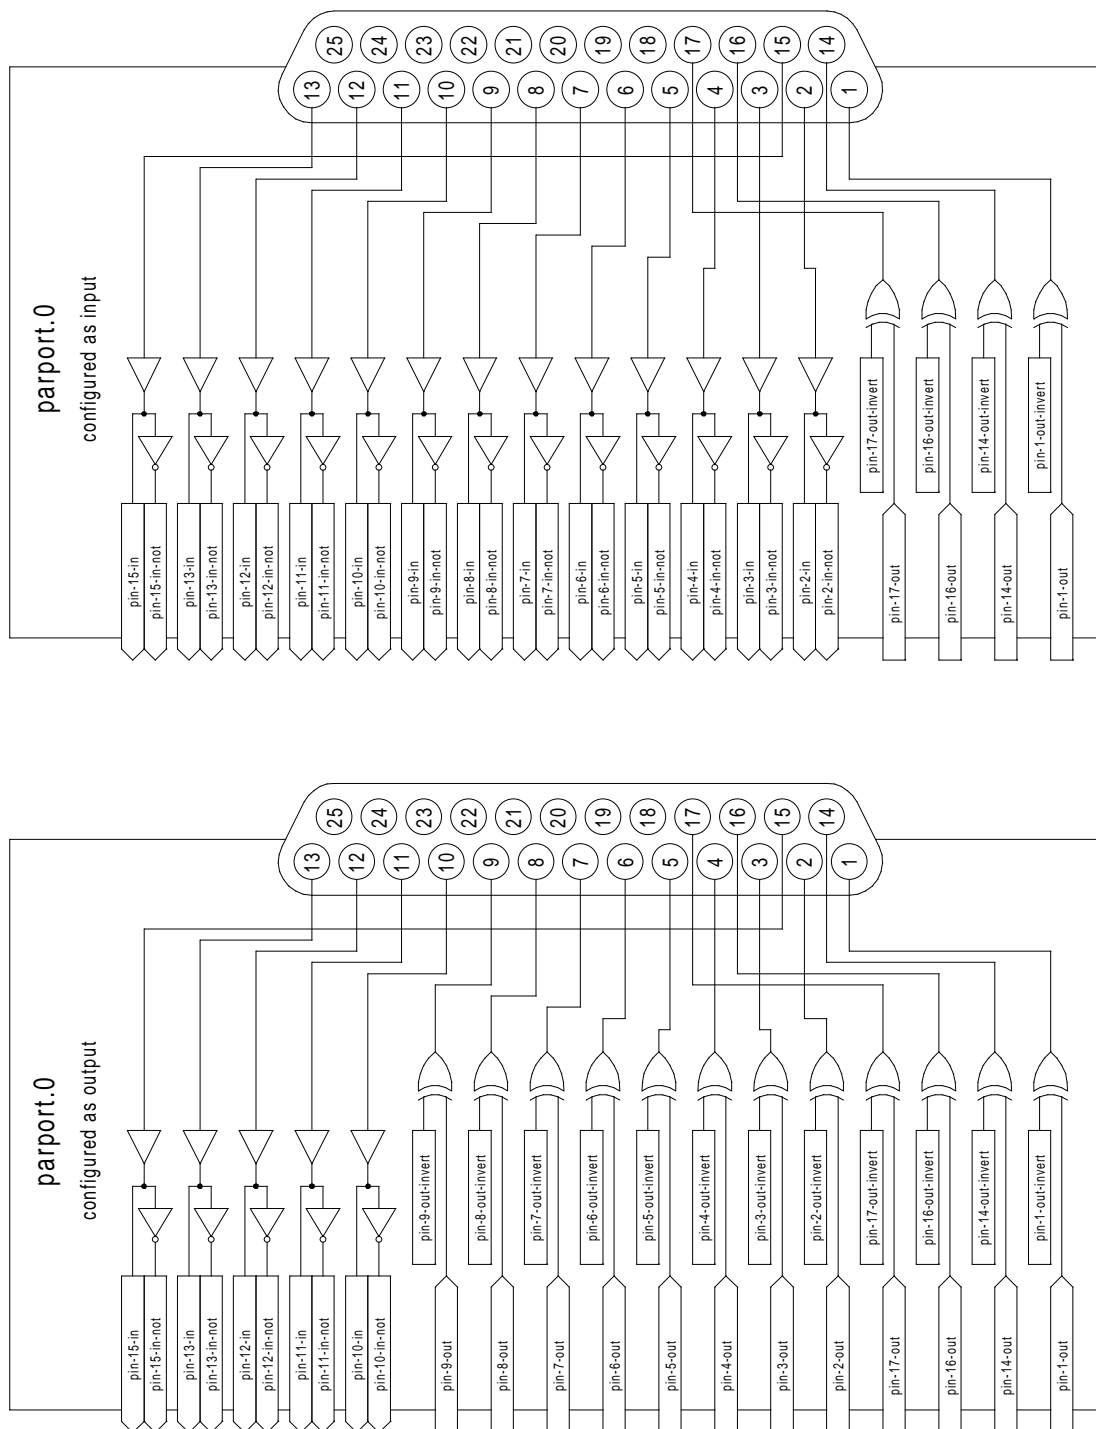 25
24
23
22
21
20
19
18
17
16
15
14
13
12
11
10
9
8
7
6
5
4
3
2
1
parport.0
configured as input
pin-17-out-invert
pin-16-out-invert
pin-14-out-invert
pin-1-out-invert
pin-15-in
pin-15-in-not
pin-13-in
pin-13-in-not
pin-12-in
pin-12-in-not
pin-11-in
pin-11-in-not
pin-10-in
pin-10-in-not
pin-9-in
pin-9-in-not
pin-8-in
pin-8-in-not
pin-7-in
pin-7-in-not
pin-6-in
pin-6-in-not
pin-5-in
pin-5-in-not
pin-4-in
pin-4-in-not
pin-3-in
pin-3-in-not
pin-2-in
pin-2-in-not
pin-17-out
pin-16-out
pin-14-out
pin-1-out
25
24
23
22
21
20
19
18
17
16
15
14
13
12
11
10
9
8
7
6
5
4
3
2
1
parport.0
configured as output
pin-9-out-invert
pin-8-out-invert
pin-7-out-invert
pin-6-out-invert
pin-5-out-invert
pin-4-out-invert
pin-3-out-invert
pin-2-out-invert
pin-17-out-invert
pin-16-out-invert
pin-14-out-invert
pin-1-out-invert
pin-15-in
pin-15-in-not
pin-13-in
pin-13-in-not
pin-12-in
pin-12-in-not
pin-11-in
pin-11-in-not
pin-10-in
pin-10-in-not
pin-9-out
pin-8-out
pin-7-out
pin-6-out
pin-5-out
pin-4-out
pin-3-out
pin-2-out
pin-17-out
pin-16-out
pin-14-out
pin-1-out